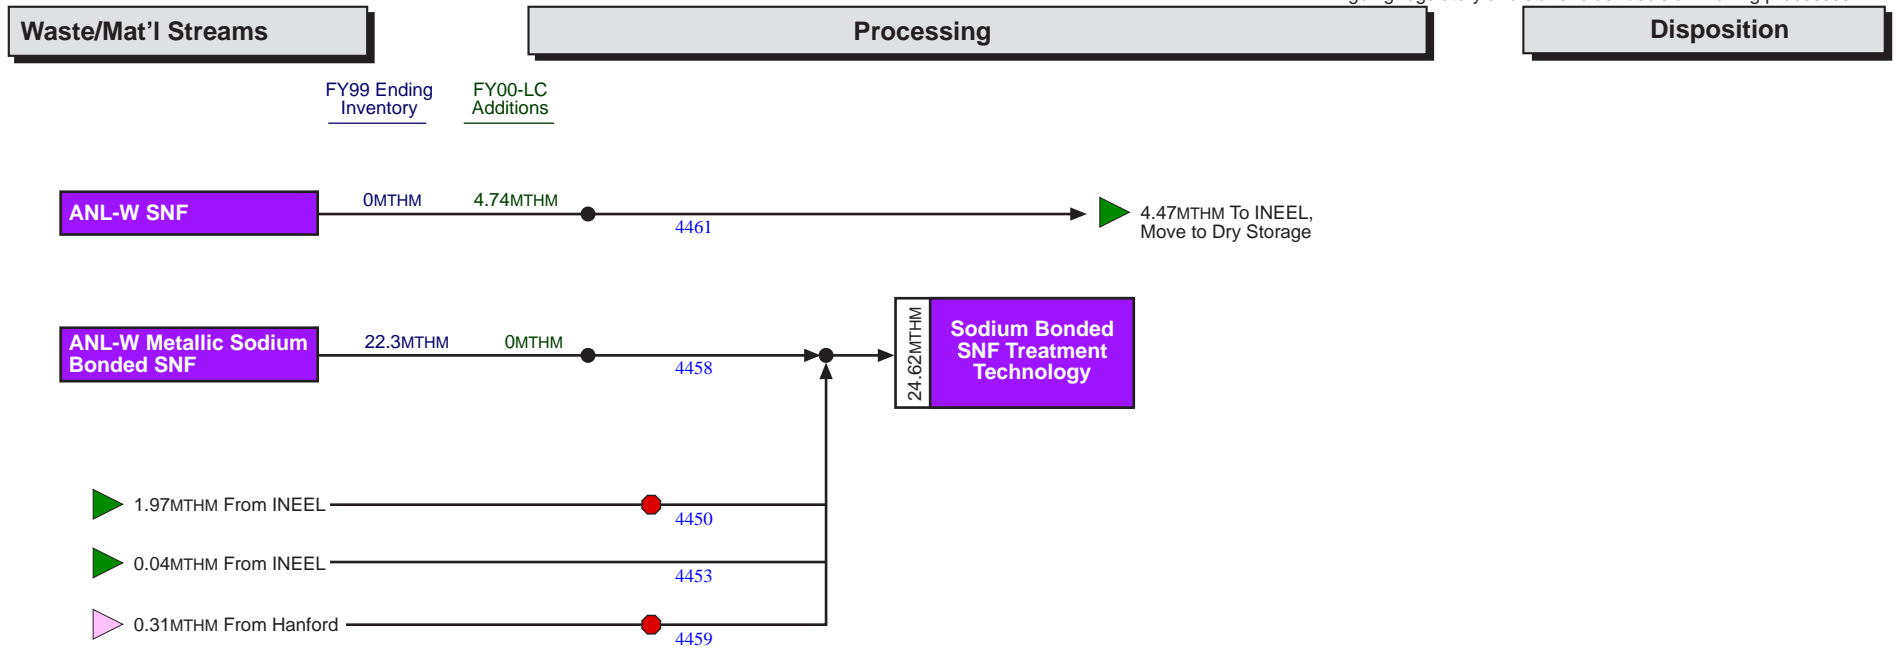 Waste/Mat'l Streams
Processing
Disposition
FY99 Ending
Inventory
FY00-LC
Additions
ANL-W SNF
0MTHM
4.74MTHM
4461
4.47MTHM To INEEL,
Move to Dry Storage
ANL-W Metallic Sodium
Bonded SNF
22.3MTHM
0MTHM
4458
24.62MTHM
Sodium Bonded
SNF Treatment
Technology
1.97MTHM From INEEL
4450
0.04MTHM From INEEL
4453
0.31MTHM From Hanford
4459